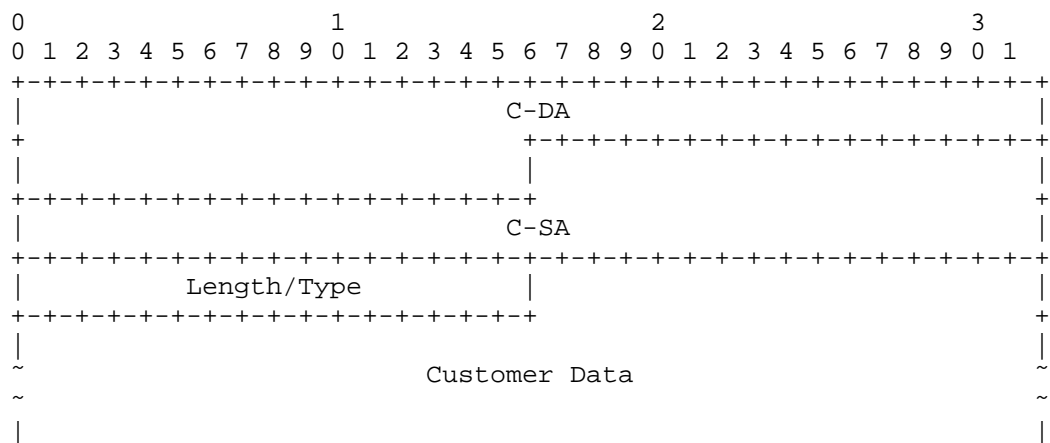 0                   1                   2                   3
0 1 2 3 4 5 6 7 8 9 0 1 2 3 4 5 6 7 8 9 0 1 2 3 4 5 6 7 8 9 0 1
+-+-+-+-+-+-+-+-+-+-+-+-+-+-+-+-+-+-+-+-+-+-+-+-+-+-+-+-+-+-+-+-+
|                              C-DA                             |
+                               +-+-+-+-+-+-+-+-+-+-+-+-+-+-+-+-+
|                               |                               |
+-+-+-+-+-+-+-+-+-+-+-+-+-+-+-+-+                               +
|                              C-SA                             |
+-+-+-+-+-+-+-+-+-+-+-+-+-+-+-+-+-+-+-+-+-+-+-+-+-+-+-+-+-+-+-+-+
|          Length/Type          |                               |
+-+-+-+-+-+-+-+-+-+-+-+-+-+-+-+-+                               +
|                                                               |
~                         Customer Data                         ~
~                                                               ~
|                                                               |